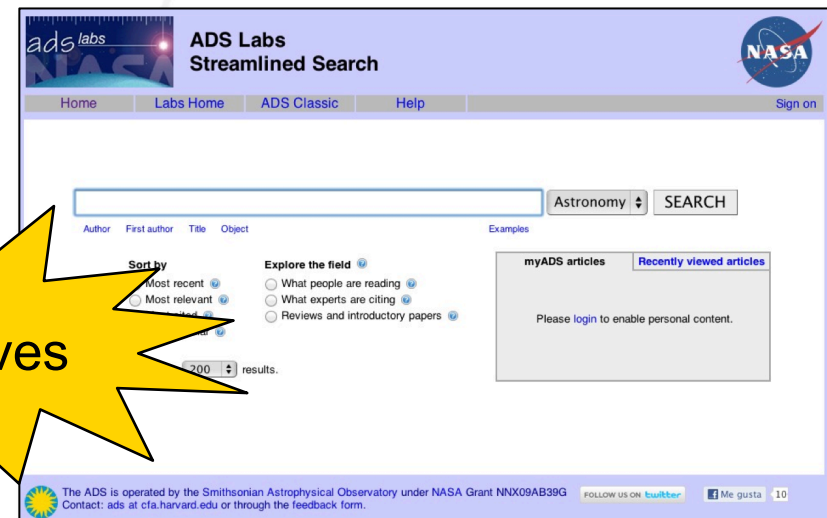 ads labs
NASA
ADS Labs
Streamlined Search
NASA
Home Labs Home ADS Classic Help Sign on
Astronomy SEARCH
Author First author Title Object Examples
Sort by
Most recent
Most relevant
Explore the field
What people are reading
What experts are citing
Reviews and introductory papers
200 results.
myADS articles Recently viewed articles
Please login to enable personal content.
The ADS is operated by the Smithsonian Astrophysical Observatory under NASA Grant NNX09AB39G
Contact: ads at cfa.harvard.edu or through the feedback form.
FOLLOW US ON twitter
Me gusta 10